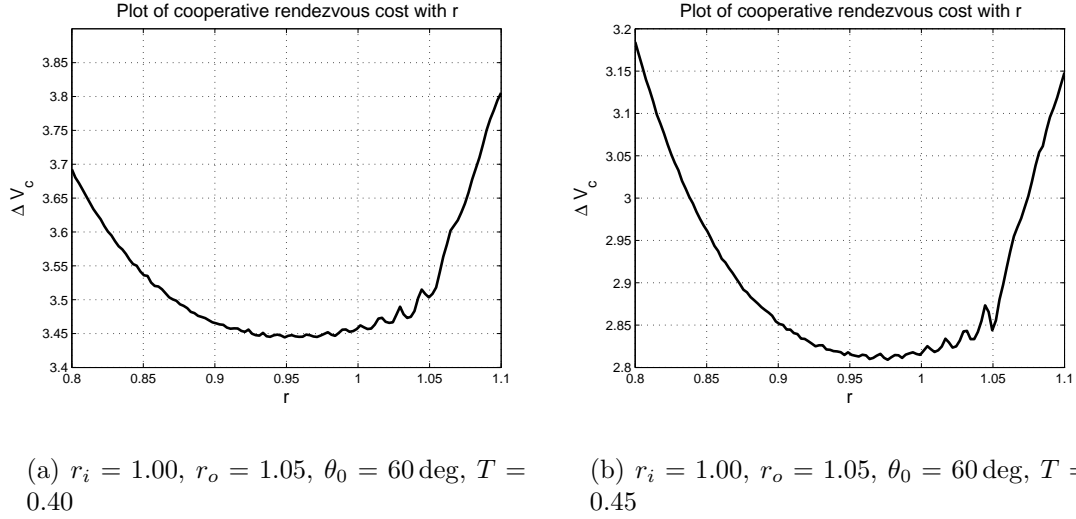 Plot of cooperative rendezvous cost with r
3.85
3.8
3.75
3.7
3.65
3.6
3.55
3.5
3.45
3.4
Δ V_c
0.8 0.85 0.9 0.95 1 1.05 1.1
r
(a) r_i = 1.00, r_o = 1.05, θ_0 = 60 deg, T =
0.40
Plot of cooperative rendezvous cost with r
3.2
3.15
3.1
3.05
3
2.95
2.9
2.85
2.8
Δ V_c
0.8 0.85 0.9 0.95 1 1.05 1.1
r
(b) r_i = 1.00, r_o = 1.05, θ_0 = 60 deg, T =
0.45